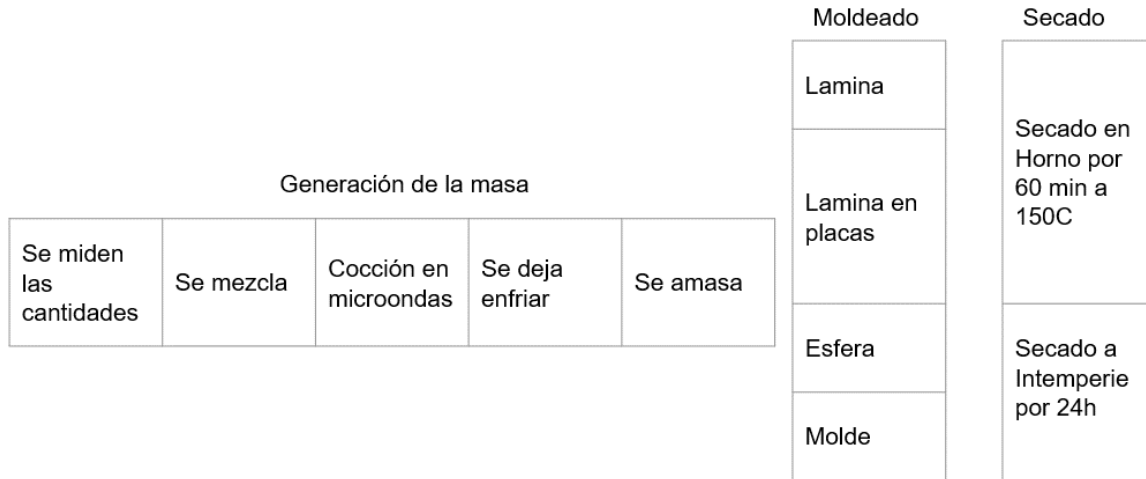 Generación de la masa
Se miden
las
cantidades
Se mezcla
Cocción en
microondas
Se deja
enfriar
Se amasa
Moldeado
Lamina
Lamina en
placas
Esfera
Molde
Secado
Secado en
Horno por
60 min a
150C
Secado a
Intemperie
por 24h